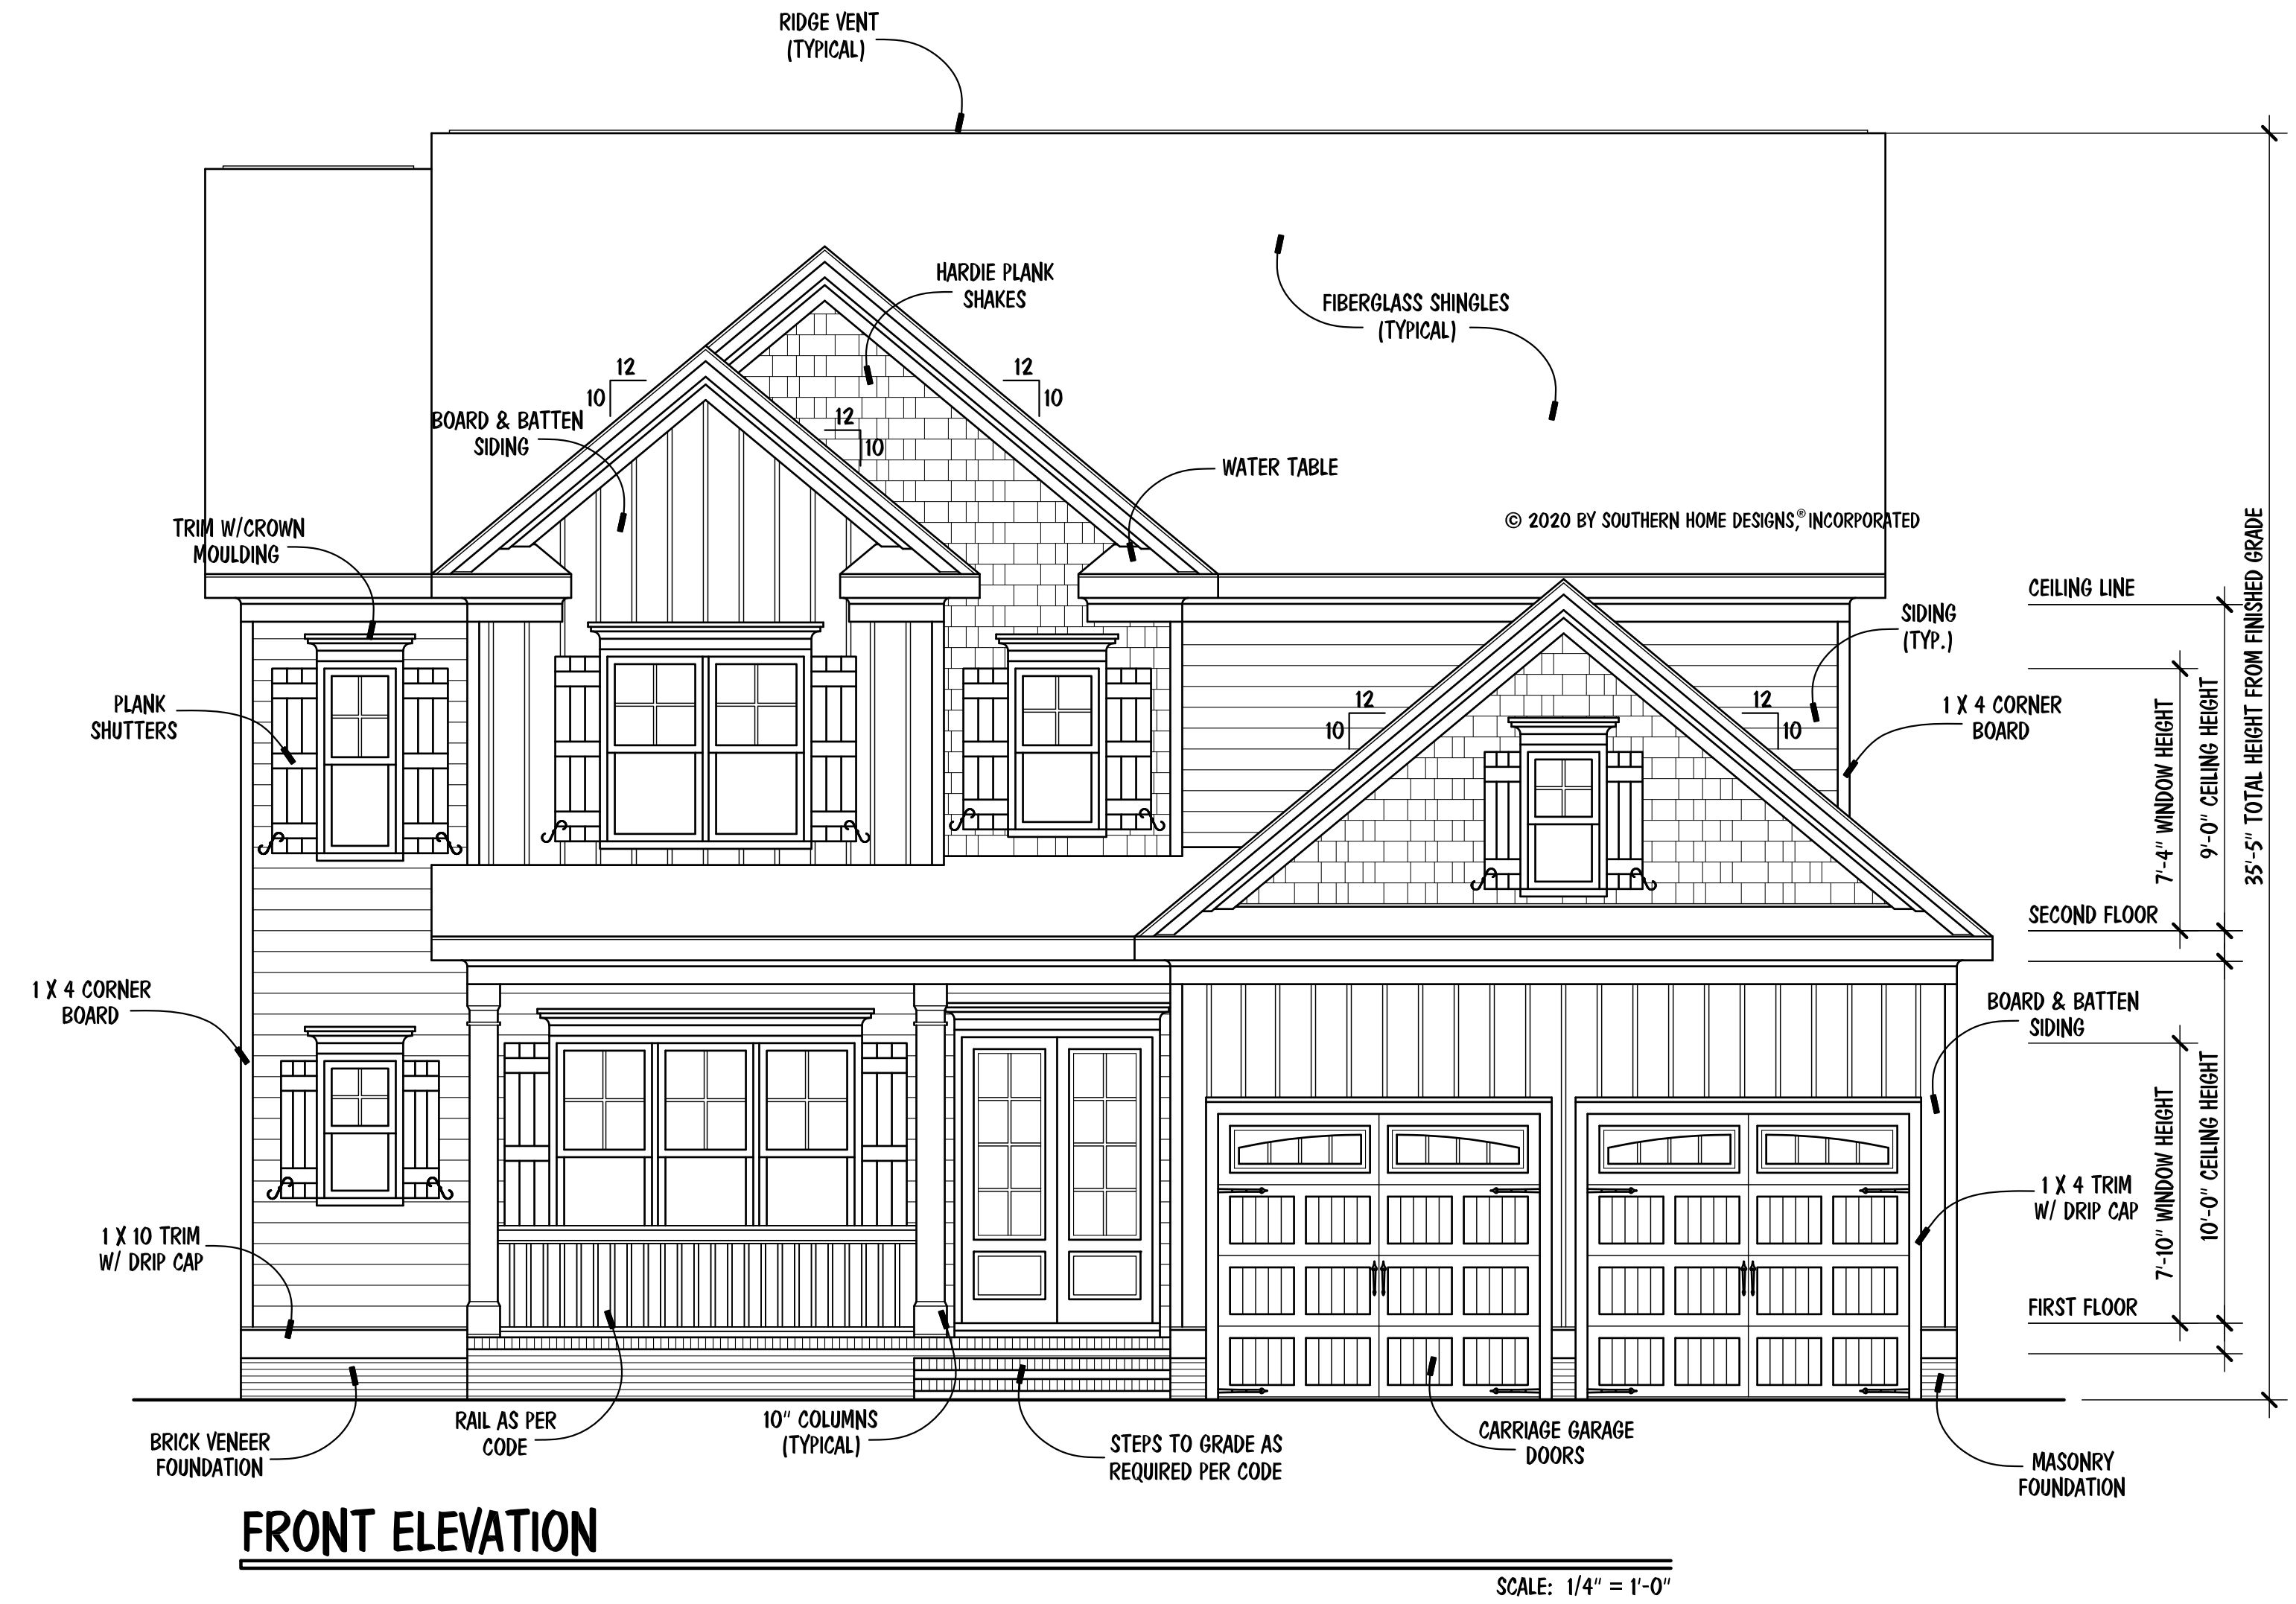 RIDGE VENT
(TYPICAL)
HARDIE PLANK
SHAKES
FIBERGLASS SHINGLES
(TYPICAL)
12
10
12
10
12
10
BOARD & BATTEN
SIDING
WATER TABLE
© 2020 BY SOUTHERN HOME DESIGNS,® INCORPORATED
TRIM W/CROWN
MOULDING
CEILING LINE
SIDING
(TYP.)
PLANK
SHUTTERS
12
10
12
10
1 X 4 CORNER
BOARD
7'-4" WINDOW HEIGHT
9'-0" CEILING HEIGHT
35'-5" TOTAL HEIGHT FROM FINISHED GRADE
SECOND FLOOR
1 X 4 CORNER
BOARD
BOARD & BATTEN
SIDING
7'-10" WINDOW HEIGHT
10'-0" CEILING HEIGHT
1 X 4 TRIM
W/ DRIP CAP
1 X 10 TRIM
W/ DRIP CAP
FIRST FLOOR
BRICK VENEER
FOUNDATION
RAIL AS PER
CODE
10" COLUMNS
(TYPICAL)
STEPS TO GRADE AS
REQUIRED PER CODE
CARRIAGE GARAGE
DOORS
MASONRY
FOUNDATION
FRONT ELEVATION
SCALE: 1/4" = 1'-0"